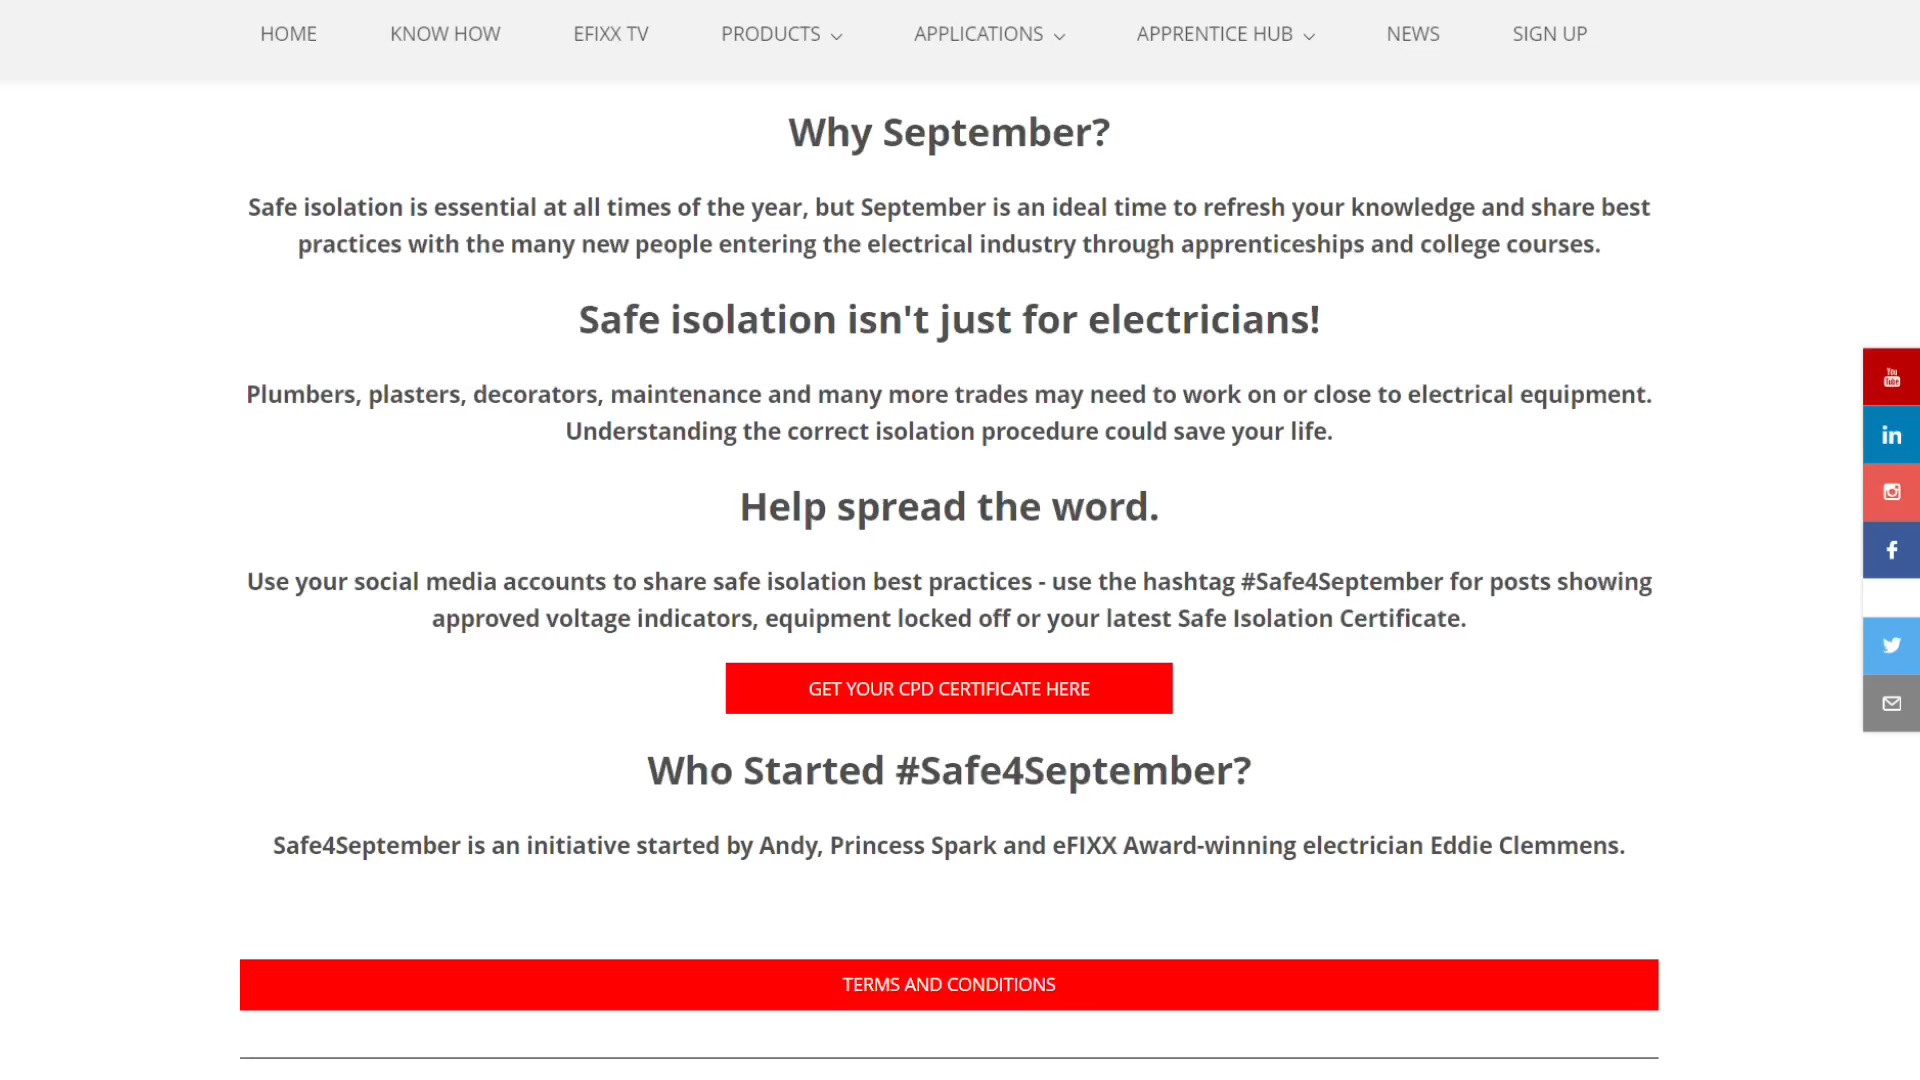 HOME KNOW HOW EFIXX TV PRODUCTS APPLICATIONS APPRENTICE HUB NEWS SIGN UP
Why September?
Safe isolation is essential at all times of the year, but September is an ideal time to refresh your knowledge and share best
practices with the many new people entering the electrical industry through apprenticeships and college courses.
Safe isolation isn't just for electricians!
Plumbers, plasters, decorators, maintenance and many more trades may need to work on or close to electrical equipment.
Understanding the correct isolation procedure could save your life.
Help spread the word.
Use your social media accounts to share safe isolation best practices - use the hashtag #Safe4September for posts showing
approved voltage indicators, equipment locked off or your latest Safe Isolation Certificate.
GET YOUR CPD CERTIFICATE HERE
Who Started #Safe4September?
Safe4September is an initiative started by Andy, Princess Spark and eFIXX Award-winning electrician Eddie Clemmens.
TERMS AND CONDITIONS
You
Tube
in
f